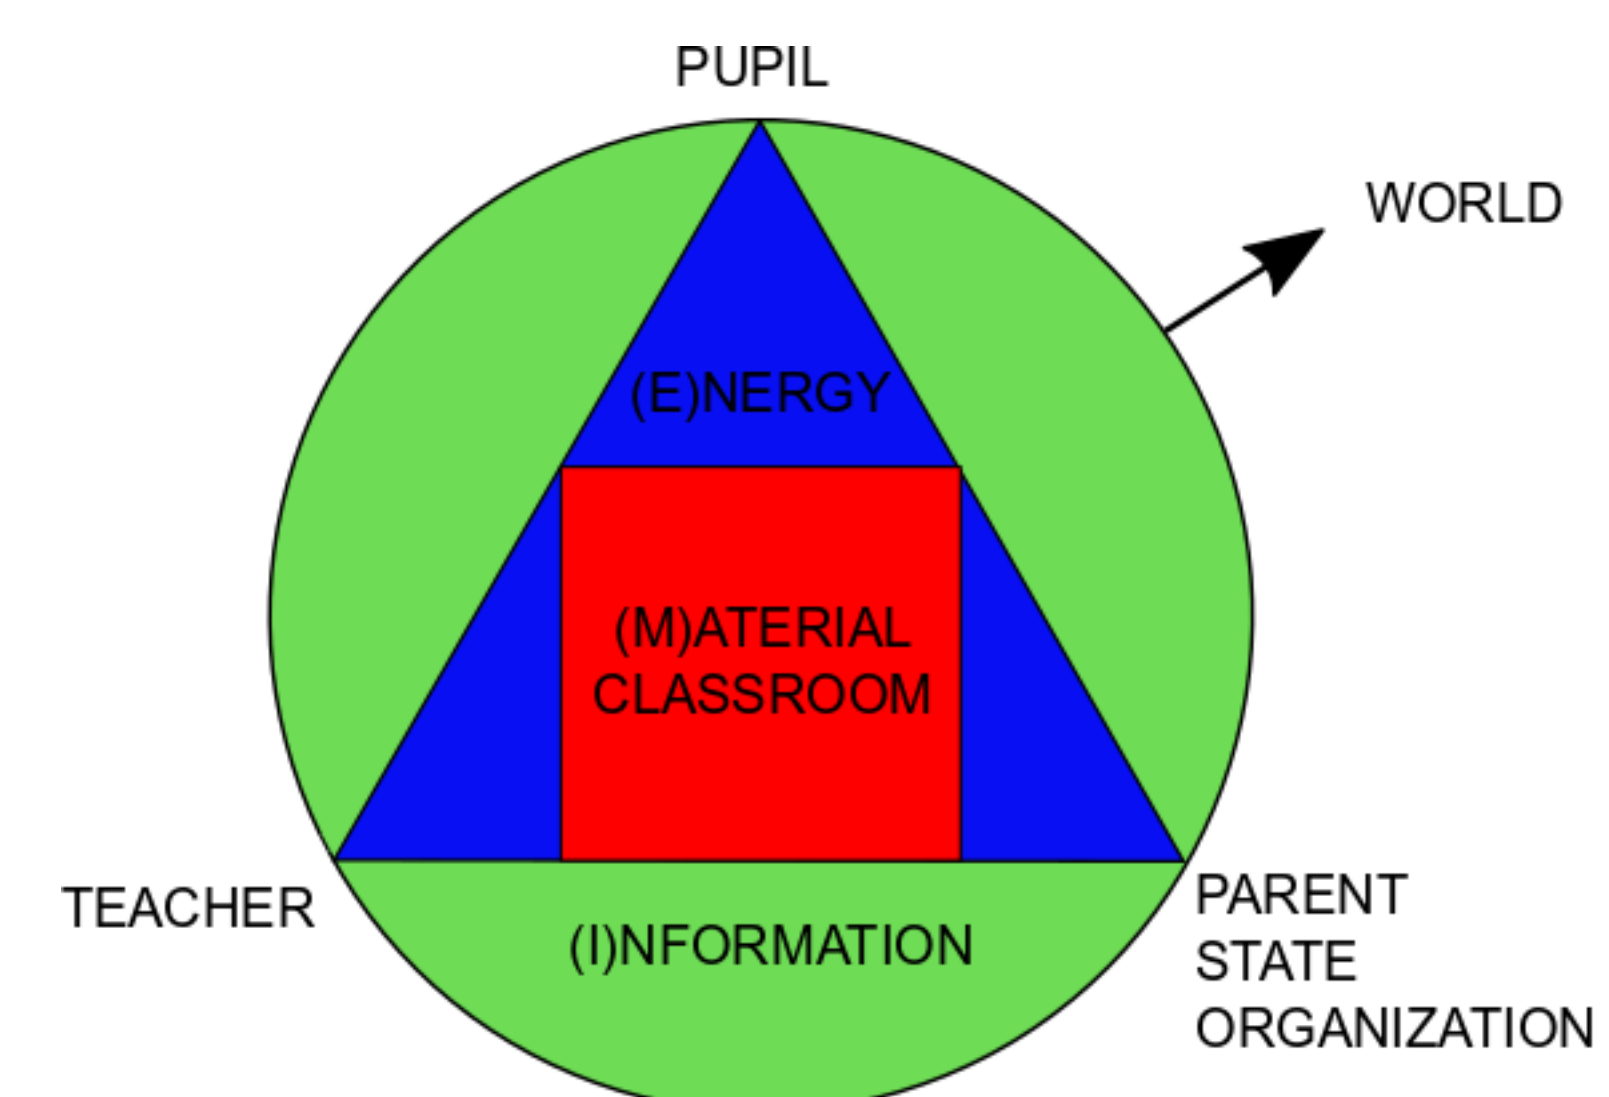 PUPIL
WORLD
(E)NERGY
(M)ATERIAL
CLASSROOM
TEACHER
(I)NFORMATION
PARENT
STATE
ORGANIZATION